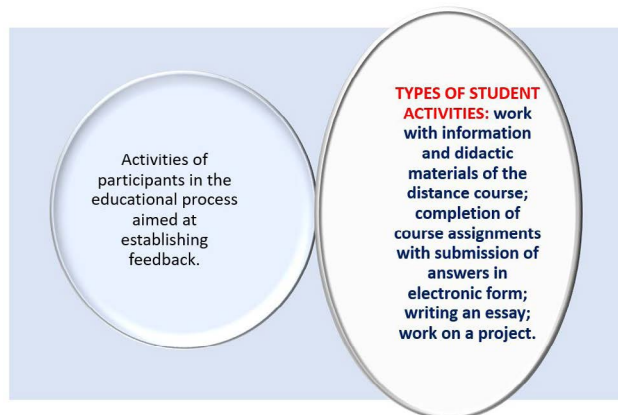 Activities of
participants in the
educational process
aimed at
establishing
feedback.
TYPES OF STUDENT
ACTIVITIES: work
with information
and didactic
materials of the
distance course;
completion of
course assignments
with submission of
answers in
electronic form;
writing an essay;
work on a project.